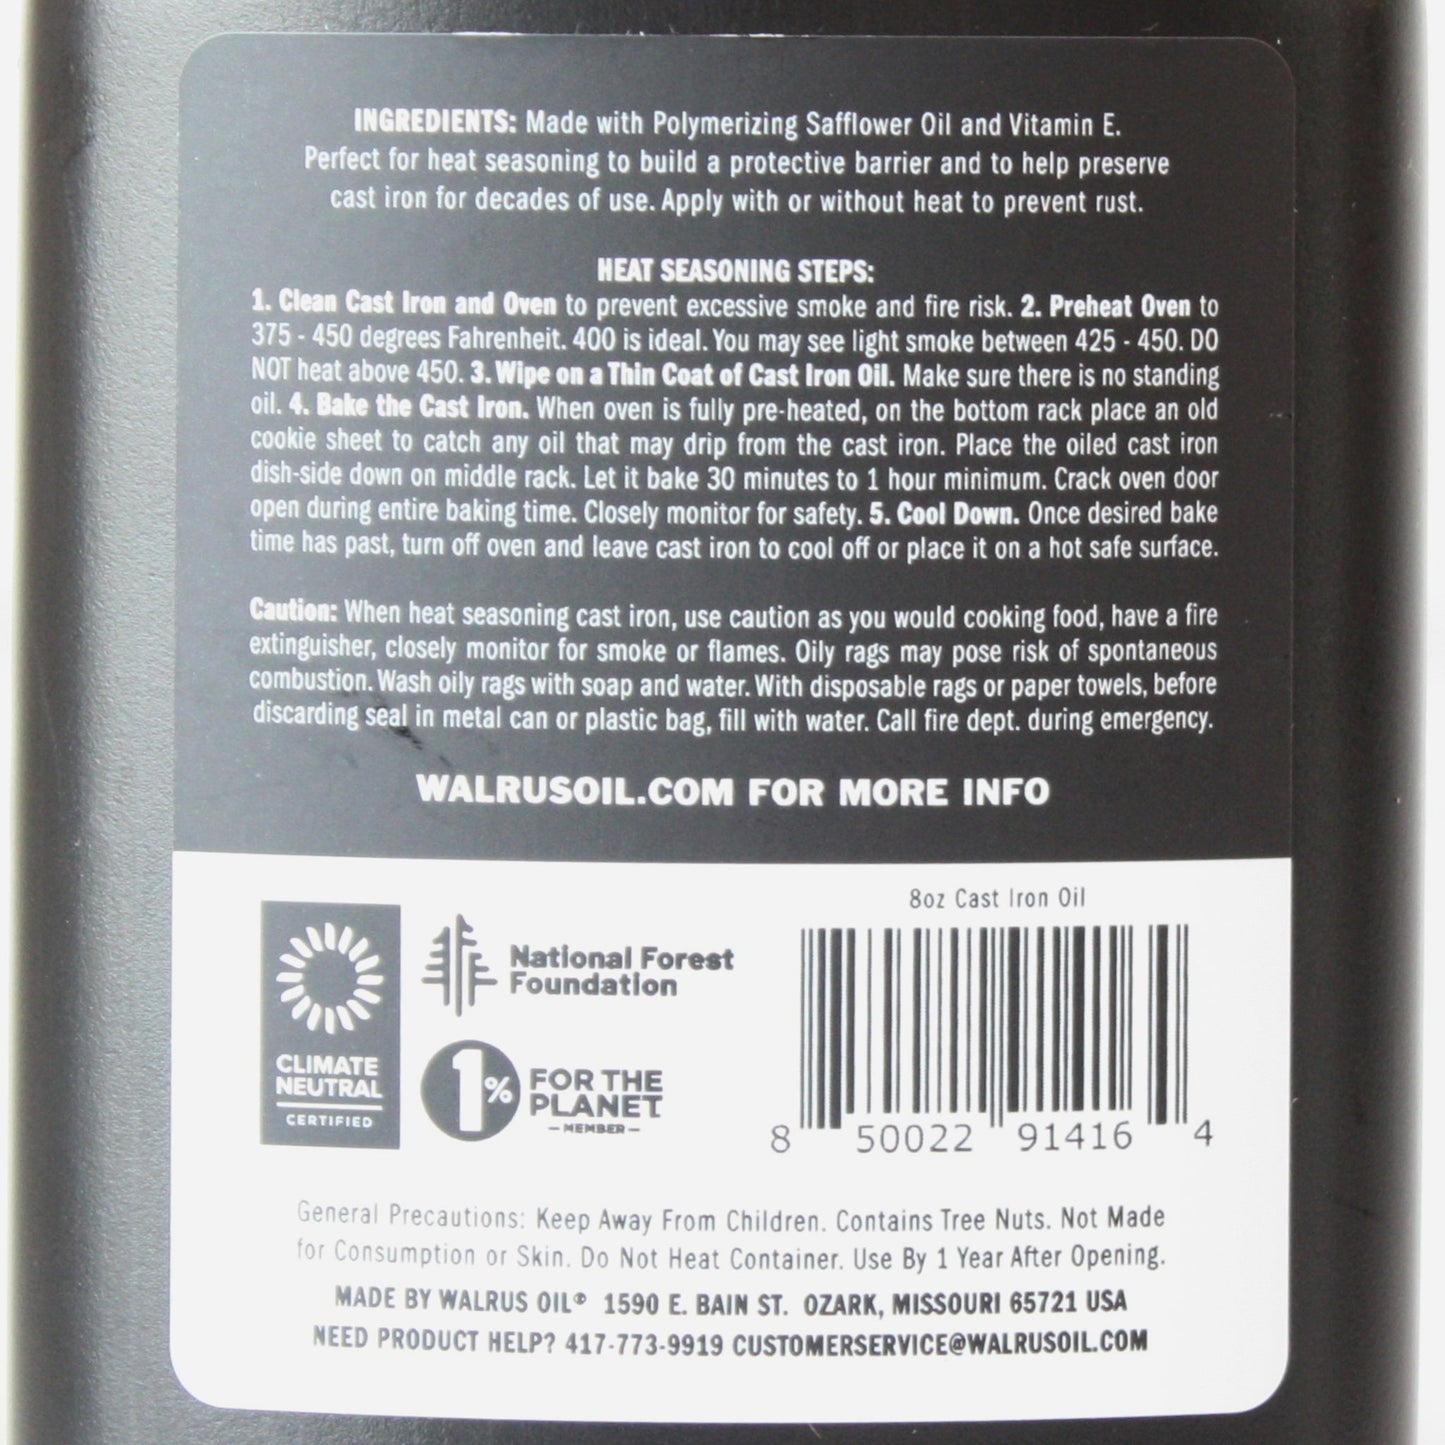 INGREDIENTS: Made with Polymerizing Safflower Oil and Vitamin E.
Perfect for heat seasoning to build a protective barrier and to help preserve
cast iron for decades of use. Apply with or without heat to prevent rust.
HEAT SEASONING STEPS:
1. Clean Cast Iron and Oven to prevent excessive smoke and fire risk. 2. Preheat Oven to
375 - 450 degrees Fahrenheit. 400 is ideal. You may see light smoke between 425 - 450. DO
NOT heat above 450. 3. Wipe on a Thin Coat of Cast Iron Oil. Make sure there is no standing
oil. 4. Bake the Cast Iron. When oven is fully pre-heated, on the bottom rack place an old
cookie sheet to catch any oil that may drip from the cast iron. Place the oiled cast iron
dish-side down on middle rack. Let it bake 30 minutes to 1 hour minimum. Crack oven door
open during entire baking time. Closely monitor for safety. 5. Cool Down. Once desired bake
time has past, turn off oven and leave cast iron to cool off or place it on a hot safe surface.
Caution: When heat seasoning cast iron, use caution as you would cooking food, have a fire
extinguisher, closely monitor for smoke or flames. Oily rags may pose risk of spontaneous
combustion. Wash oily rags with soap and water. With disposable rags or paper towels, before
discarding seal in metal can or plastic bag, fill with water. Call fire dept. during emergency.
WALRUSOIL.COM FOR MORE INFO
CLIMATE
NEUTRAL
CERTIFIED
National Forest
Foundation
1%
FOR THE
PLANET
MEMBER
8oz Cast Iron Oil
8 50022 91416 4
General Precautions: Keep Away From Children. Contains Tree Nuts. Not Made
for Consumption or Skin. Do Not Heat Container. Use By 1 Year After Opening.
MADE BY WALRUS OIL® 1590 E. BAIN ST. OZARK, MISSOURI 65721 USA
NEED PRODUCT HELP? 417-773-9919 CUSTOMERSERVICE@WALRUSOIL.COM